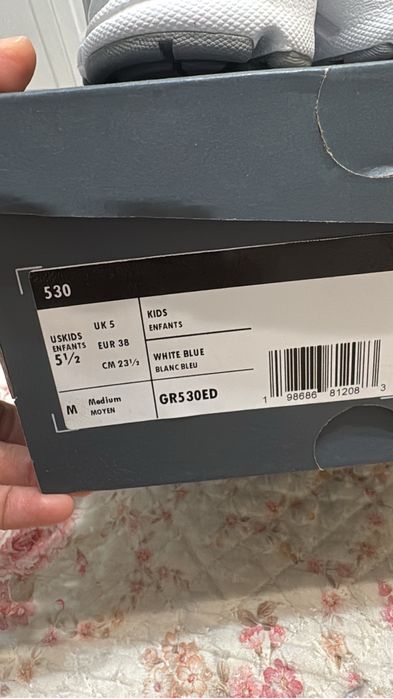 530
USKIDS
ENFANTS
5½
UK 5
EUR 38
CM 23½
KIDS
ENFANTS
WHITE BLUE
BLANC BLEU
M
Medium
MOYEN
GR530ED
1 98686 81208 3